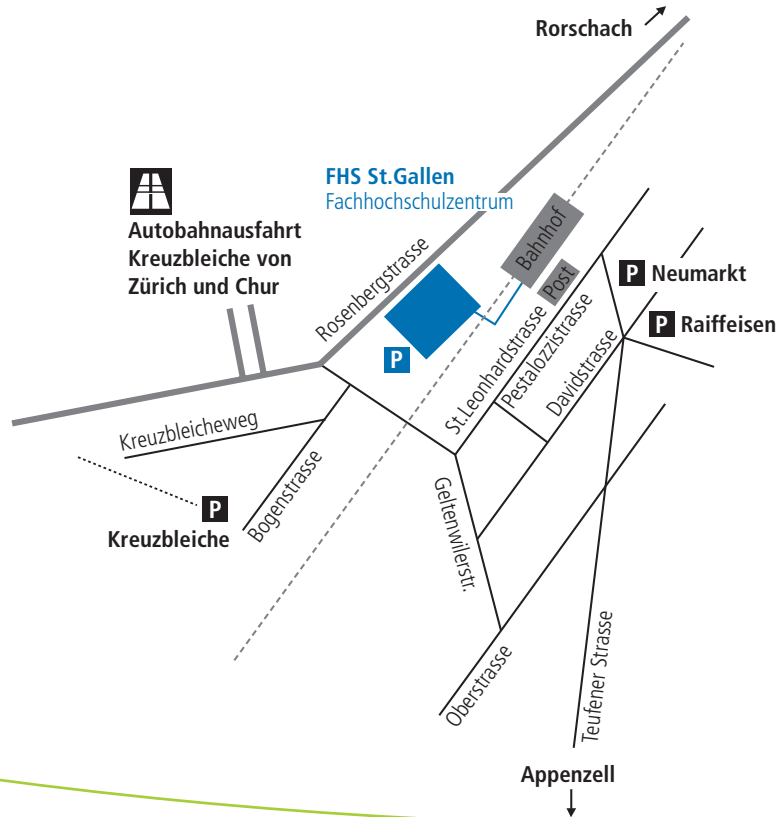 Rorschach
FHS St.Gallen
Fachhochschulzentrum
Autobahnausfahrt
Kreuzbleiche von
Zürich und Chur
Rosenbergstrasse
Bahnhof
Post
P Neumarkt
P Raiffeisen
P
St.Leonhardstrasse
Pestalozzistrasse
Davidstrasse
Kreuzbleicheweg
Bogenstrasse
P
Kreuzbleiche
Geltenwilerstr.
Oberstrasse
Teufener Strasse
Appenzell